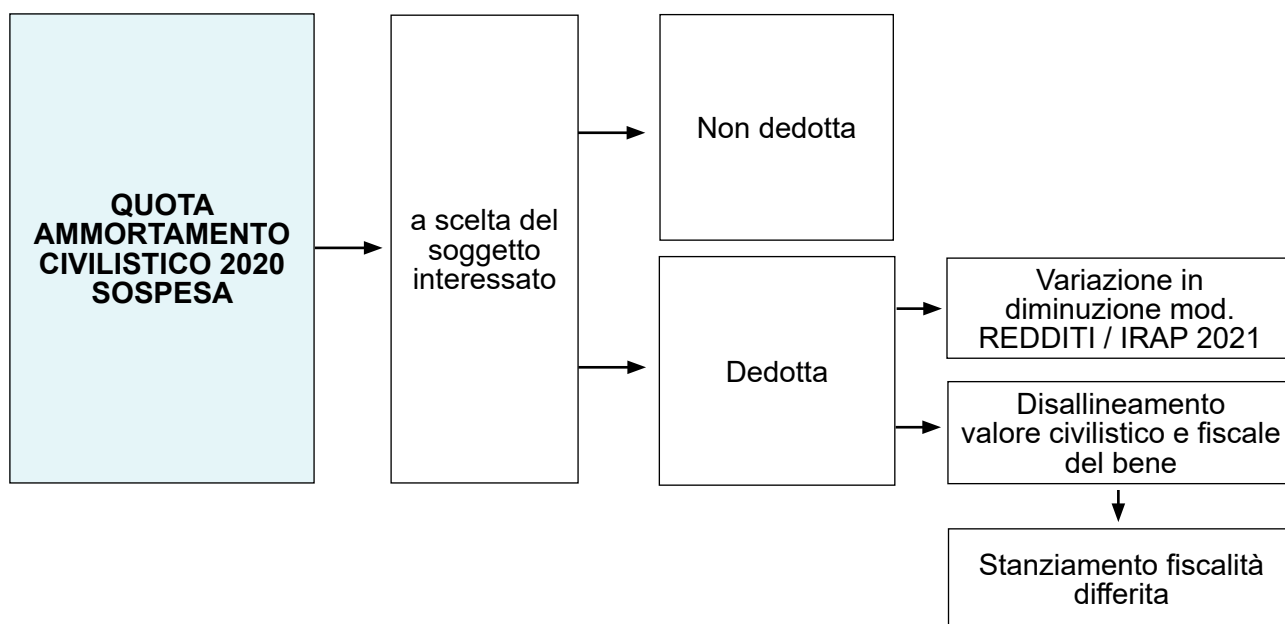 QUOTA
AMMORTAMENTO
CIVILISTICO 2020
SOSPESA
a scelta del
soggetto
interessato
Non dedotta
Dedotta
Variazione in
diminuzione mod.
REDDITI / IRAP 2021
Disallineamento
valore civilistico e fiscale
del bene
Stanziamento fiscalità
differita